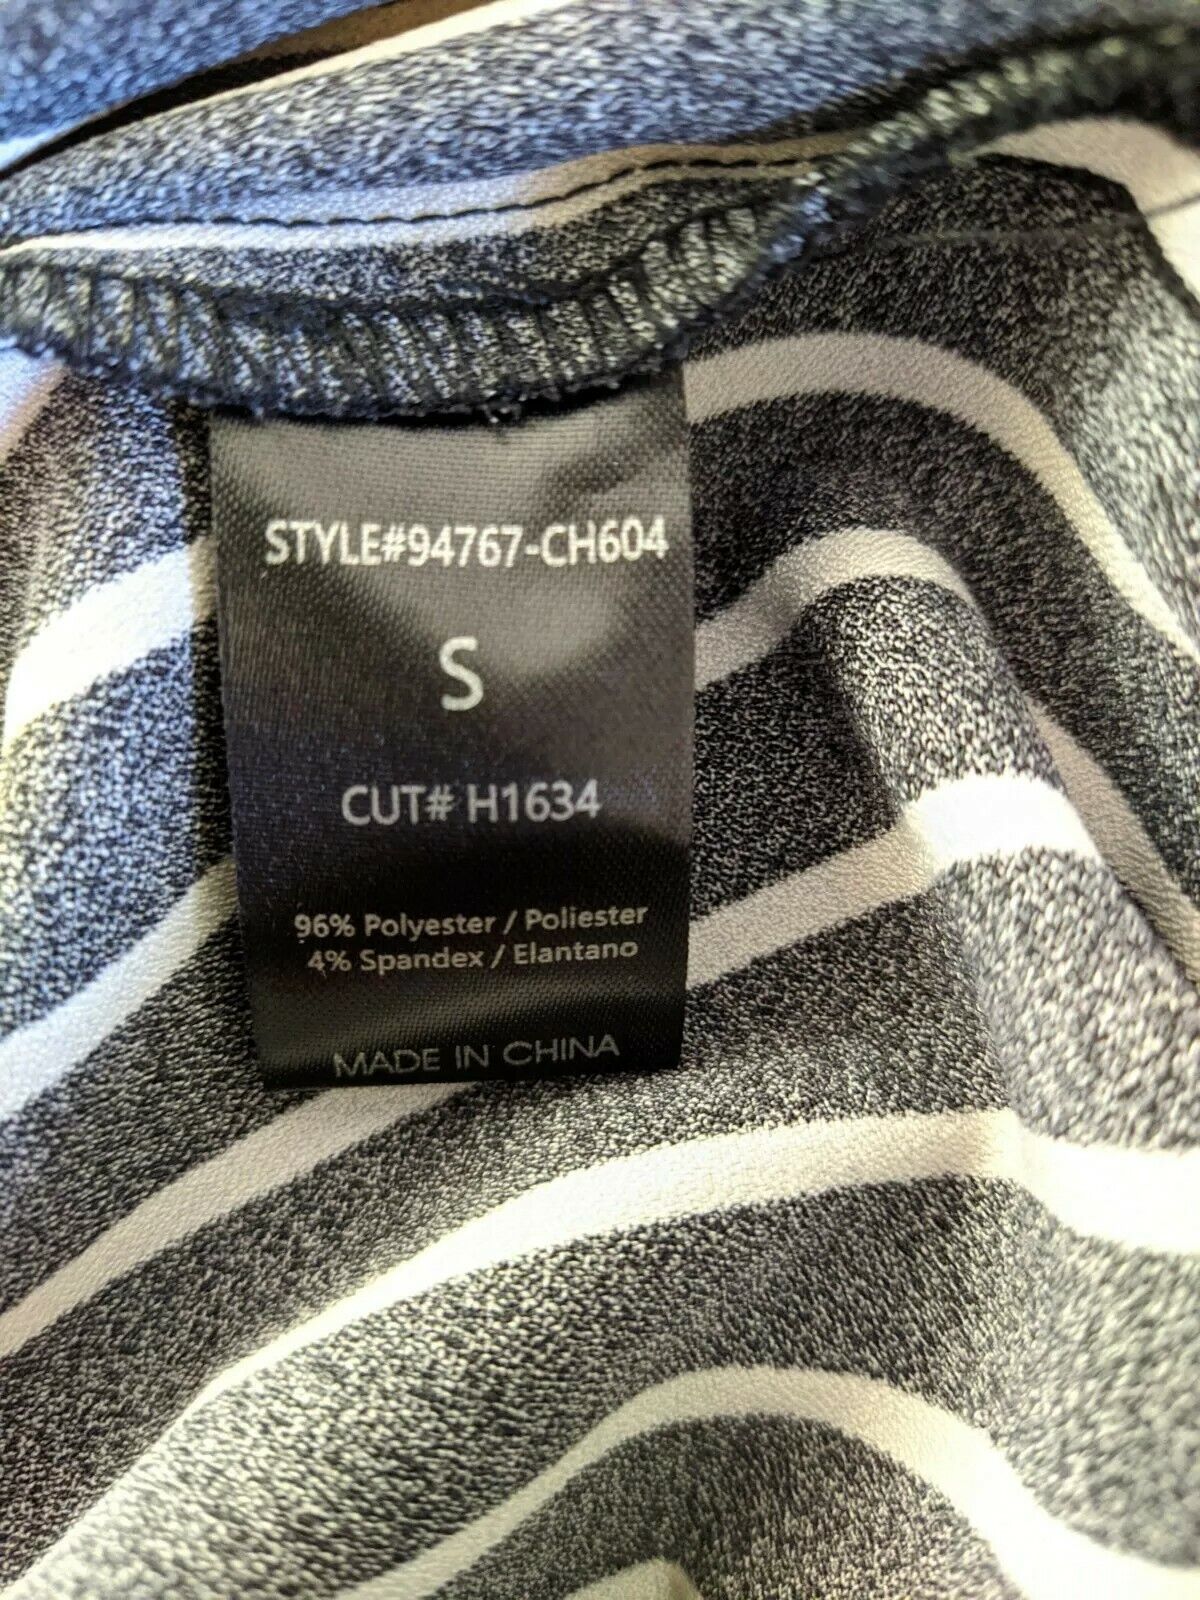 STYLE#94767-CH604
S
CUT# H1634
96% Polyester / Poliester
4% Spandex / Elantano
MADE IN CHINA